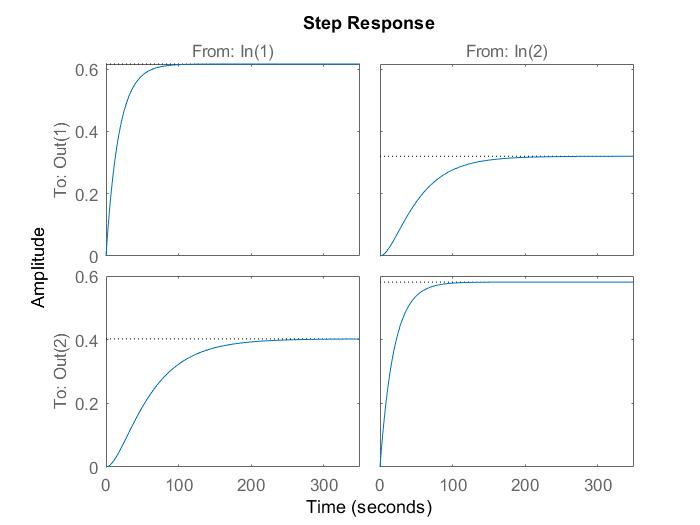 Step Response
From: In(1)
From: In(2)
Amplitude
To: Out(1)
0.6
0.4
0.2
0
To: Out(2)
0.6
0.4
0.2
0
0 100 200 300
0 100 200 300
Time (seconds)